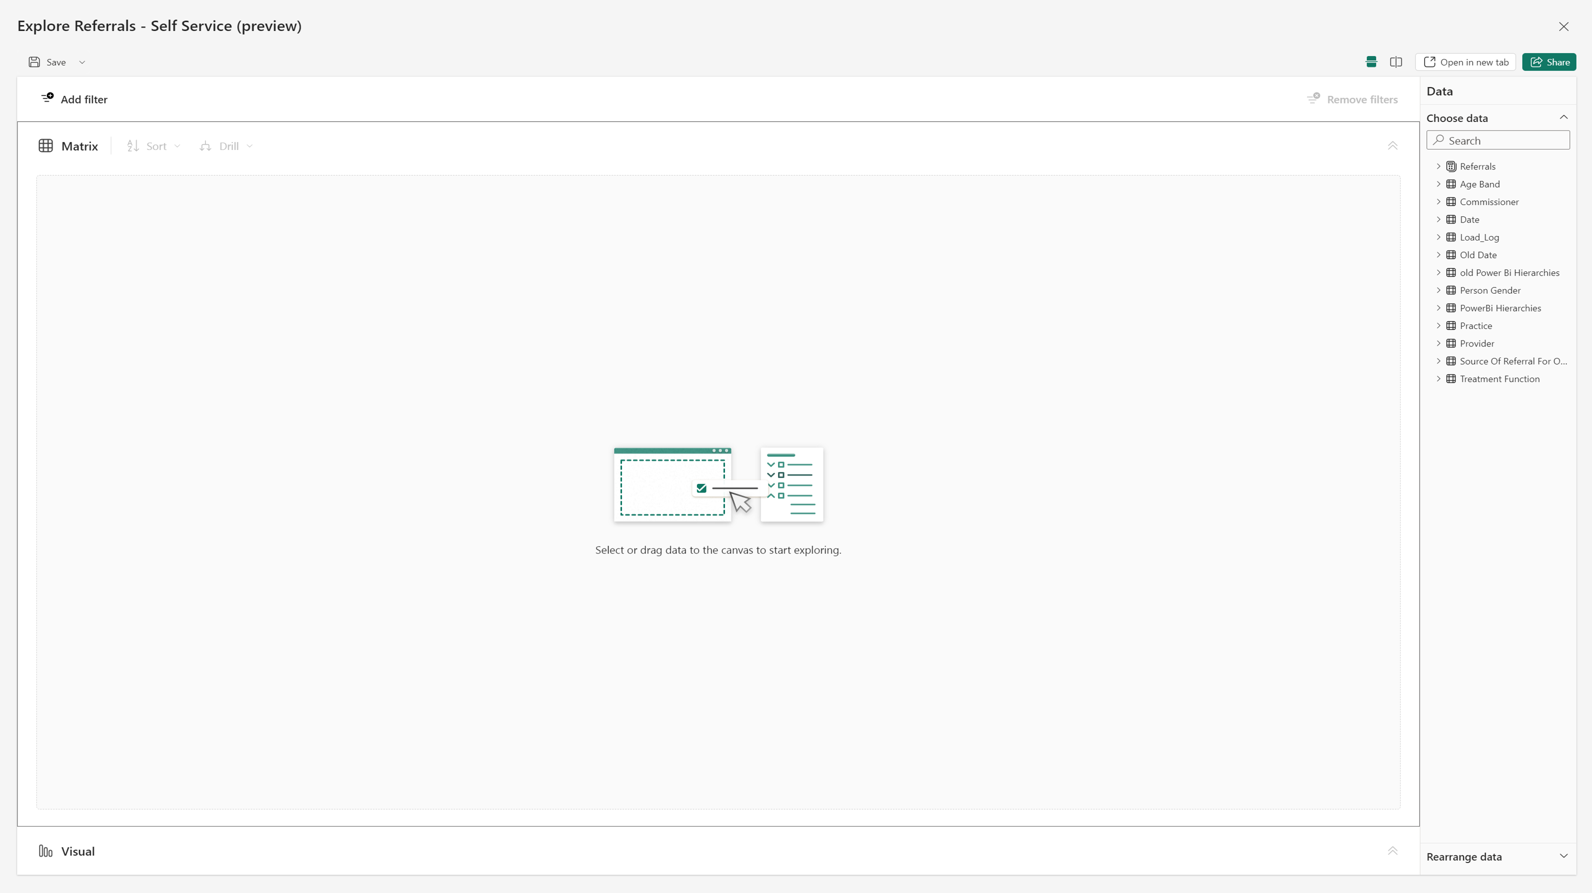 Explore Referrals - Self Service (preview)
Save
Open in new tab
Share
Add filter
Remove filters
Matrix
Sort
Drill
Select or drag data to the canvas to start exploring.
Visual
Data
Choose data
Search
Referrals
Age Band
Commissioner
Date
Load_Log
Old Date
old Power Bi Hierarchies
Person Gender
PowerBi Hierarchies
Practice
Provider
Source Of Referral For O...
Treatment Function
Rearrange data